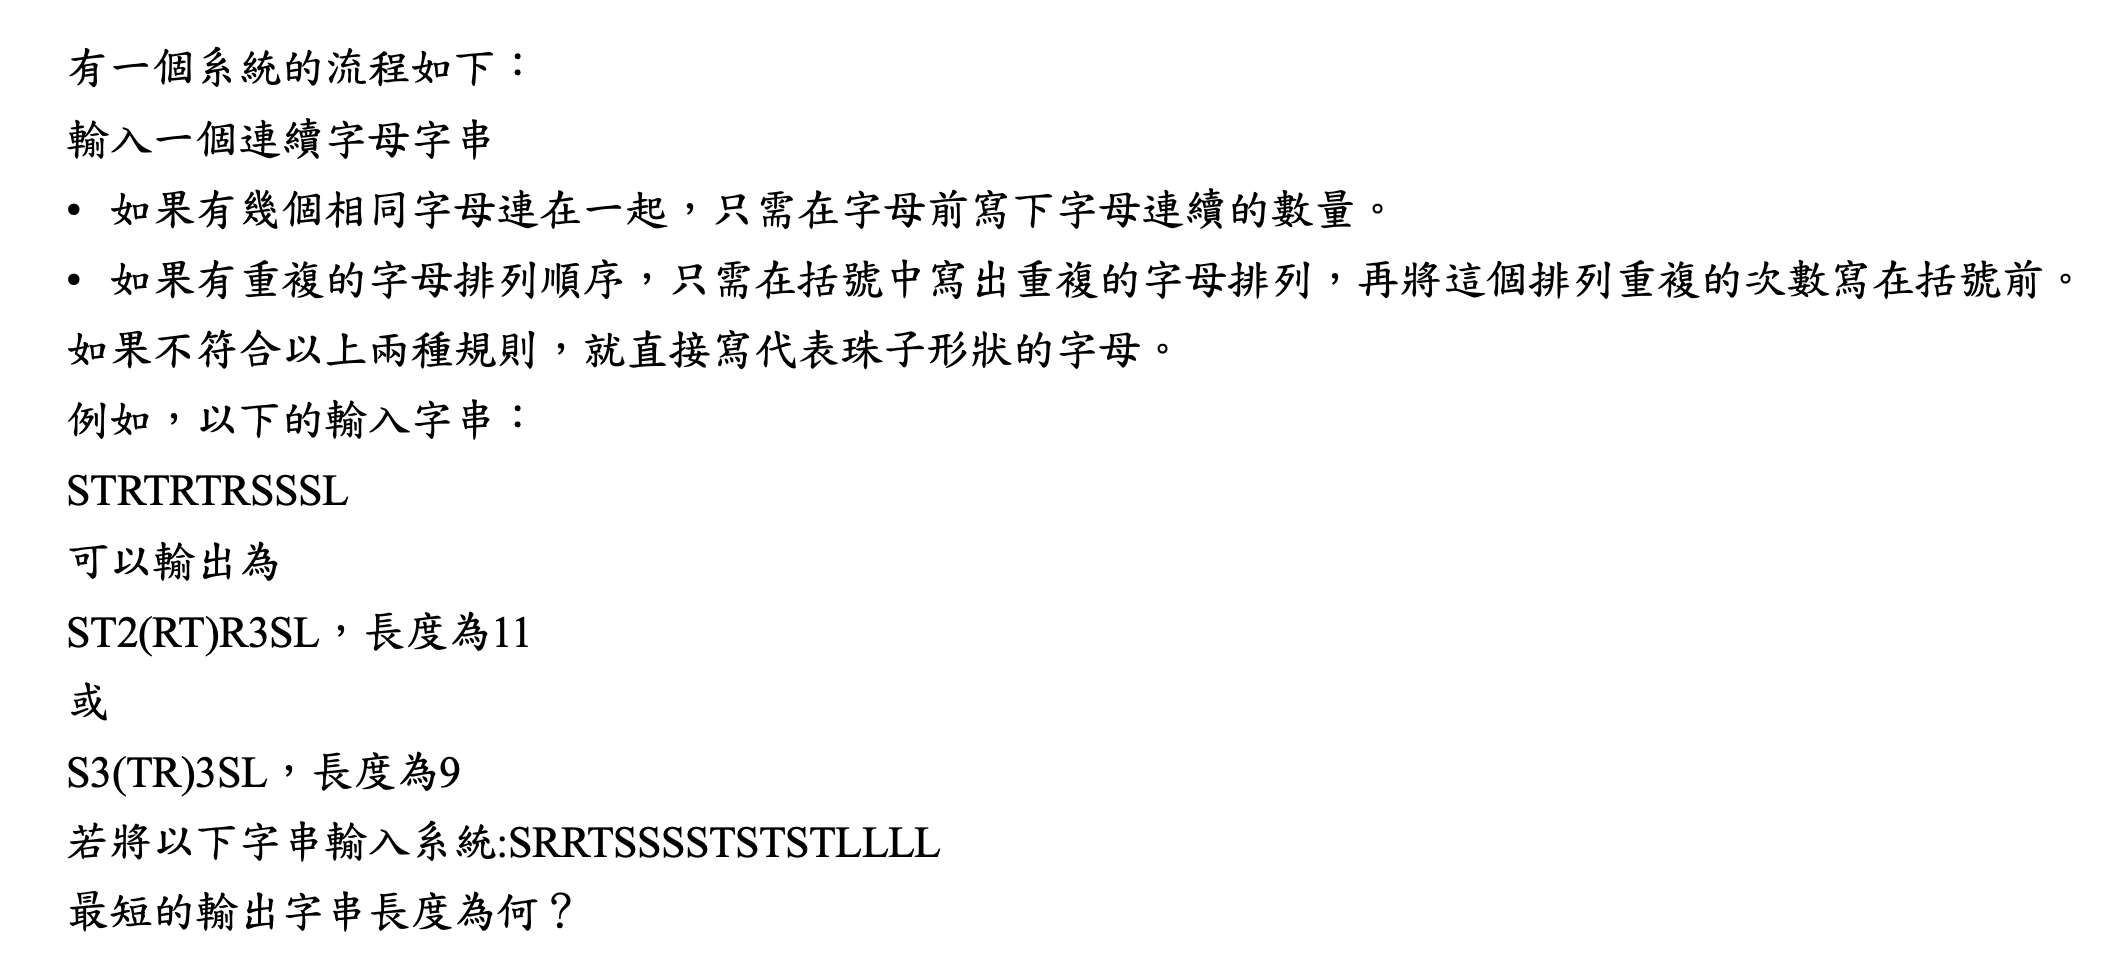 有一個系統的流程如下：
輸入一個連續字母字串
• 如果有幾個相同字母連在一起，只需在字母前寫下字母連續的數量。
• 如果有重複的字母排列順序，只需在括號中寫出重複的字母排列，再將這個排列重複的次數寫在括號前。
如果不符合以上兩種規則，就直接寫代表珠子形狀的字母。
例如，以下的輸入字串：
STRTRTRSSSL
可以輸出為
ST2(RT)R3SL，長度為11
或
S3(TR)3SL，長度為9
若將以下字串輸入系統:SRRTSSSSTSTSTLLLL
最短的輸出字串長度為何？